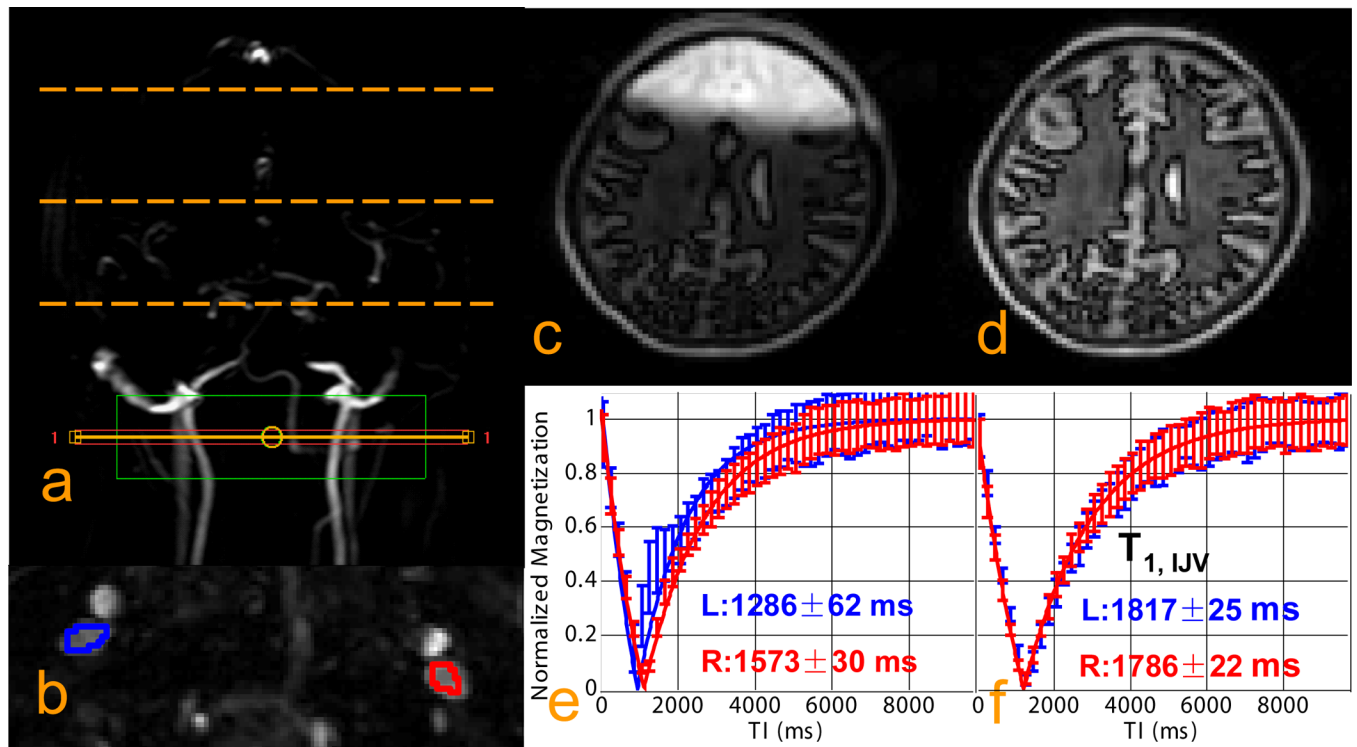 1
1
a
b
c
d
Normalized Magnetization
1
0.8
0.6
0.4
0.2
0
L:1286±62 ms
R:1573±30 ms
e
0 2000 4000 6000 8000
TI (ms)
T1, IJV
L:1817±25 ms
R:1786±22 ms
f
0 2000 4000 6000 8000
TI (ms)